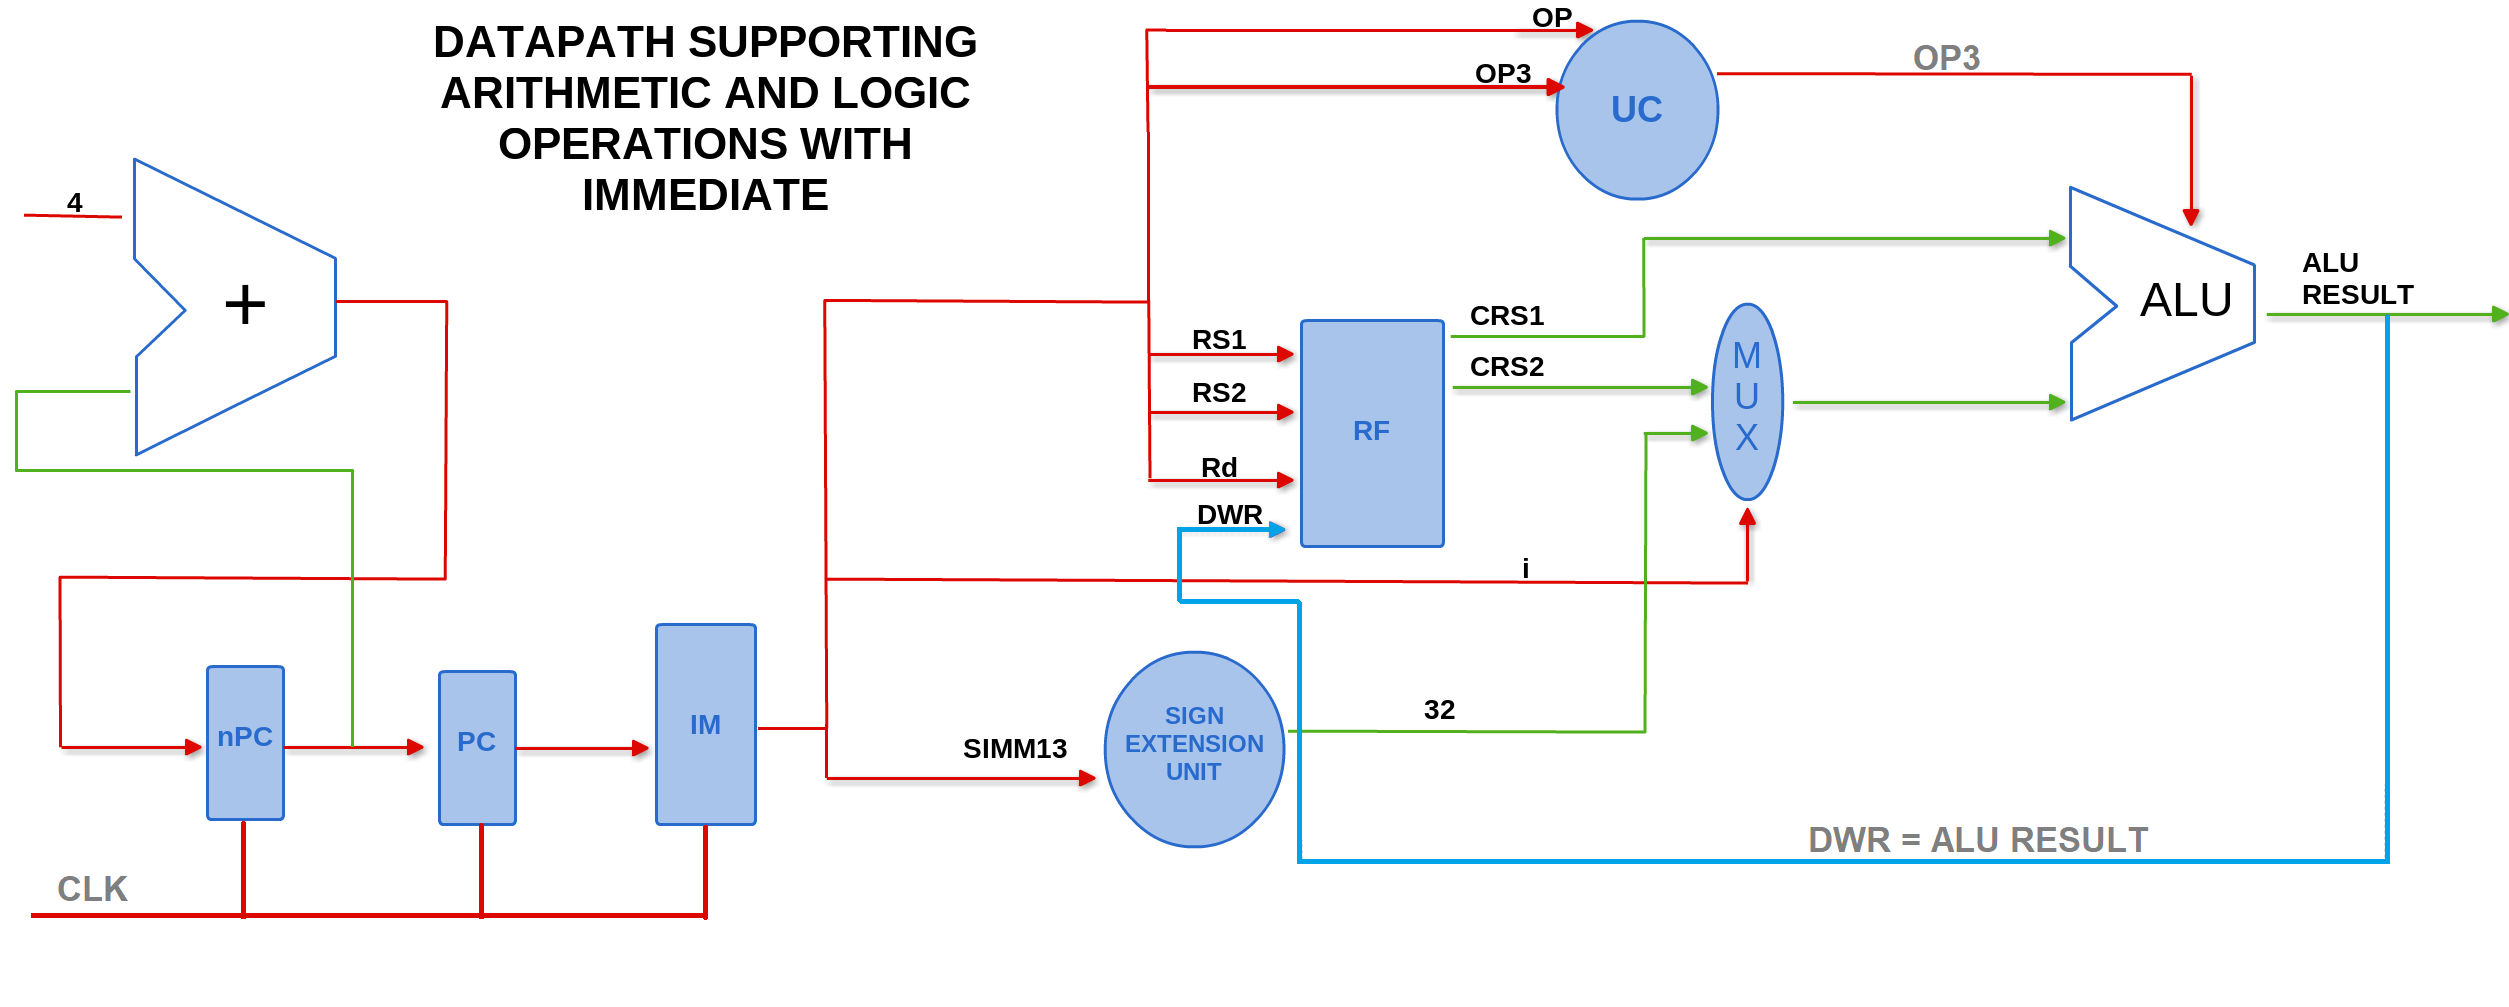 DATAPATH SUPPORTING
ARITHMETIC AND LOGIC
OPERATIONS WITH
IMMEDIATE
OP
OP3
UC
OP3
4
+
ALU
ALU
RESULT
RS1
RS2
Rd
DWR
RF
CRS1
CRS2
M
U
X
i
nPC
PC
IM
SIMM13
SIGN
EXTENSION
UNIT
32
DWR = ALU RESULT
CLK